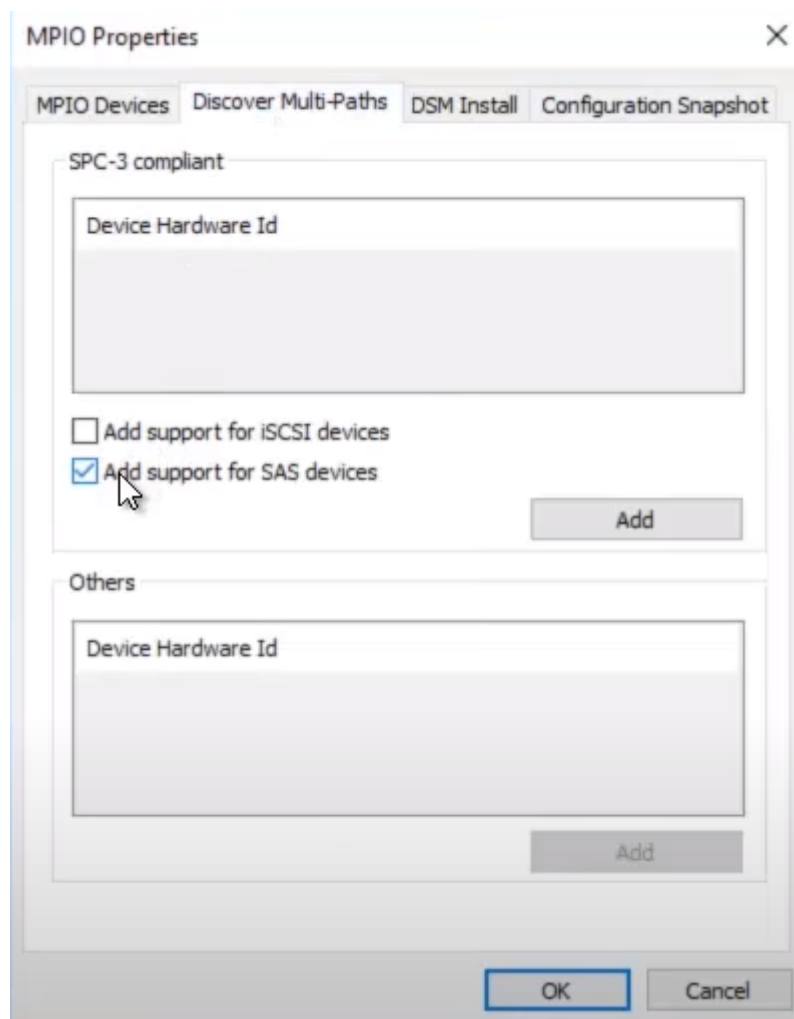 MPIO Properties
MPIO Devices Discover Multi-Paths DSM Install Configuration Snapshot
SPC-3 compliant
Device Hardware Id
Add support for iSCSI devices
Add support for SAS devices
Add
Others
Device Hardware Id
Add
OK Cancel